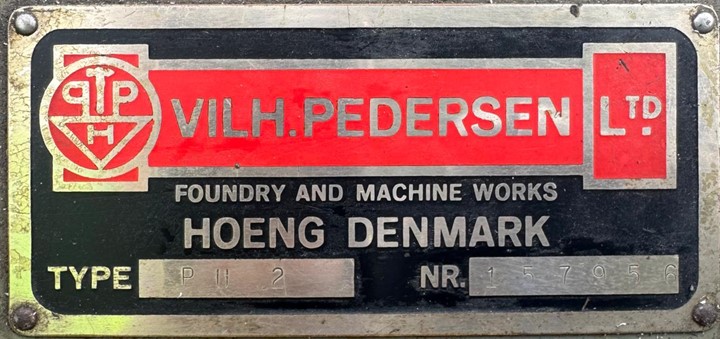 VILH. PEDERSEN LTD.
FOUNDRY AND MACHINE WORKS
HOENG DENMARK
TYPE PU 2 NR. 157956